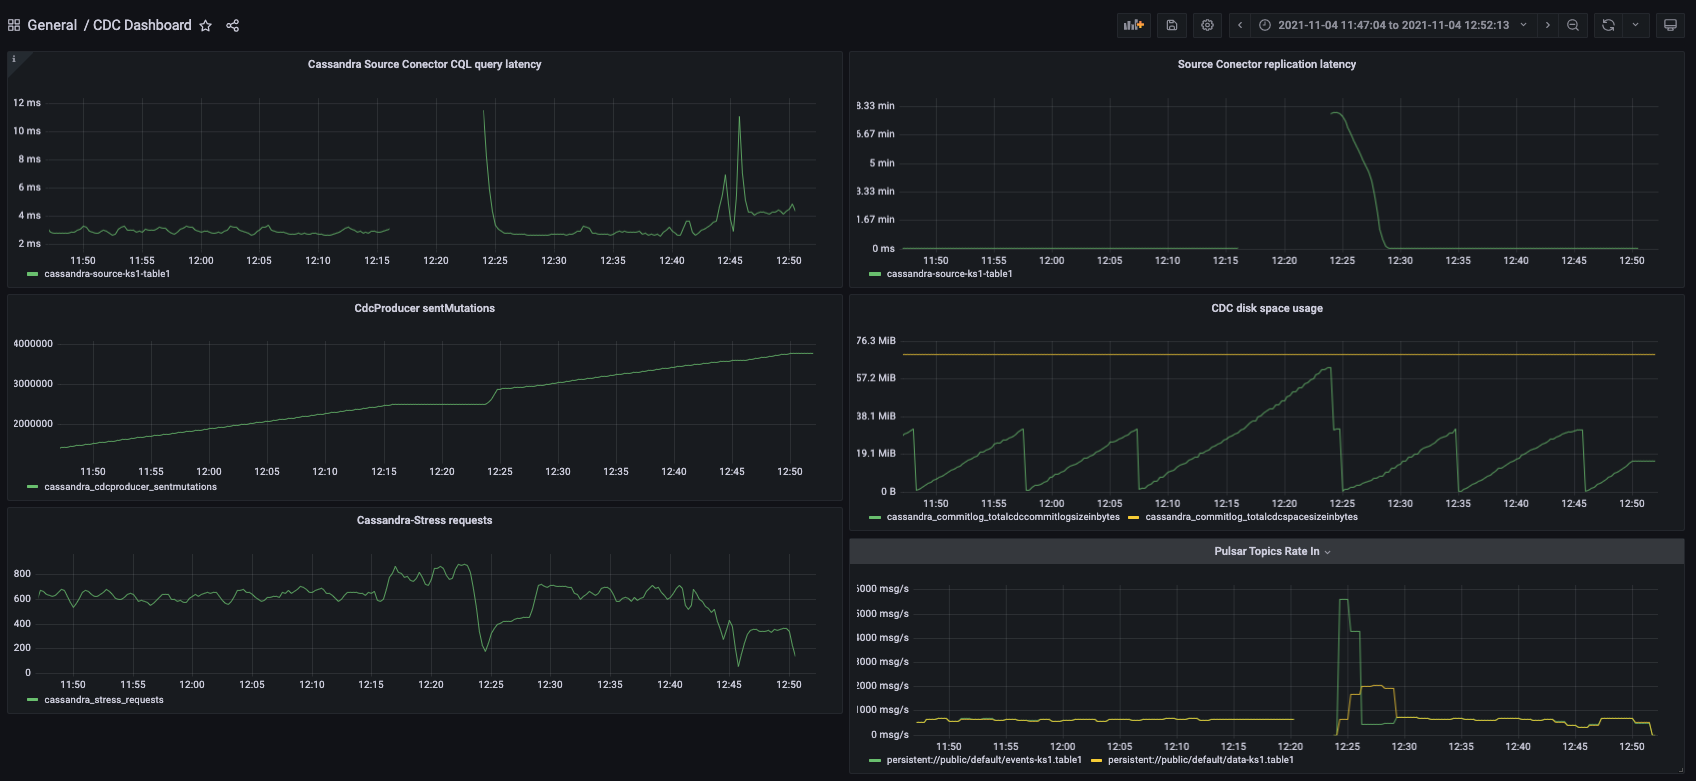 General / CDC Dashboard
2021-11-04 11:47:04 to 2021-11-04 12:52:13
i
Cassandra Source Conector CQL query latency
12 ms
10 ms
8 ms
6 ms
4 ms
2 ms
11:50 11:55 12:00 12:05 12:10 12:15 12:20 12:25 12:30 12:35 12:40 12:45 12:50
cassandra-source-ks1-table1
Source Conector replication latency
8.33 min
6.67 min
5 min
3.33 min
1.67 min
0 ms
11:50 11:55 12:00 12:05 12:10 12:15 12:20 12:25 12:30 12:35 12:40 12:45 12:50
cassandra-source-ks1-table1
CdcProducer sentMutations
4000000
3000000
2000000
11:50 11:55 12:00 12:05 12:10 12:15 12:20 12:25 12:30 12:35 12:40 12:45 12:50
cassandra_cdcproducer_sentmutations
CDC disk space usage
76.3 MiB
57.2 MiB
38.1 MiB
19.1 MiB
0 B
11:50 11:55 12:00 12:05 12:10 12:15 12:20 12:25 12:30 12:35 12:40 12:45 12:50
cassandra_commitlog_totalcdccommitlogsizeinbytes cassandra_commitlog_totalcdcspacesizeinbytes
Cassandra-Stress requests
800
600
400
200
0
11:50 11:55 12:00 12:05 12:10 12:15 12:20 12:25 12:30 12:35 12:40 12:45 12:50
cassandra_stress_requests
Pulsar Topics Rate In
6000 msg/s
5000 msg/s
4000 msg/s
3000 msg/s
2000 msg/s
1000 msg/s
0 msg/s
11:50 11:55 12:00 12:05 12:10 12:15 12:20 12:25 12:30 12:35 12:40 12:45 12:50
persistent://public/default/events-ks1.table1 persistent://public/default/data-ks1.table1